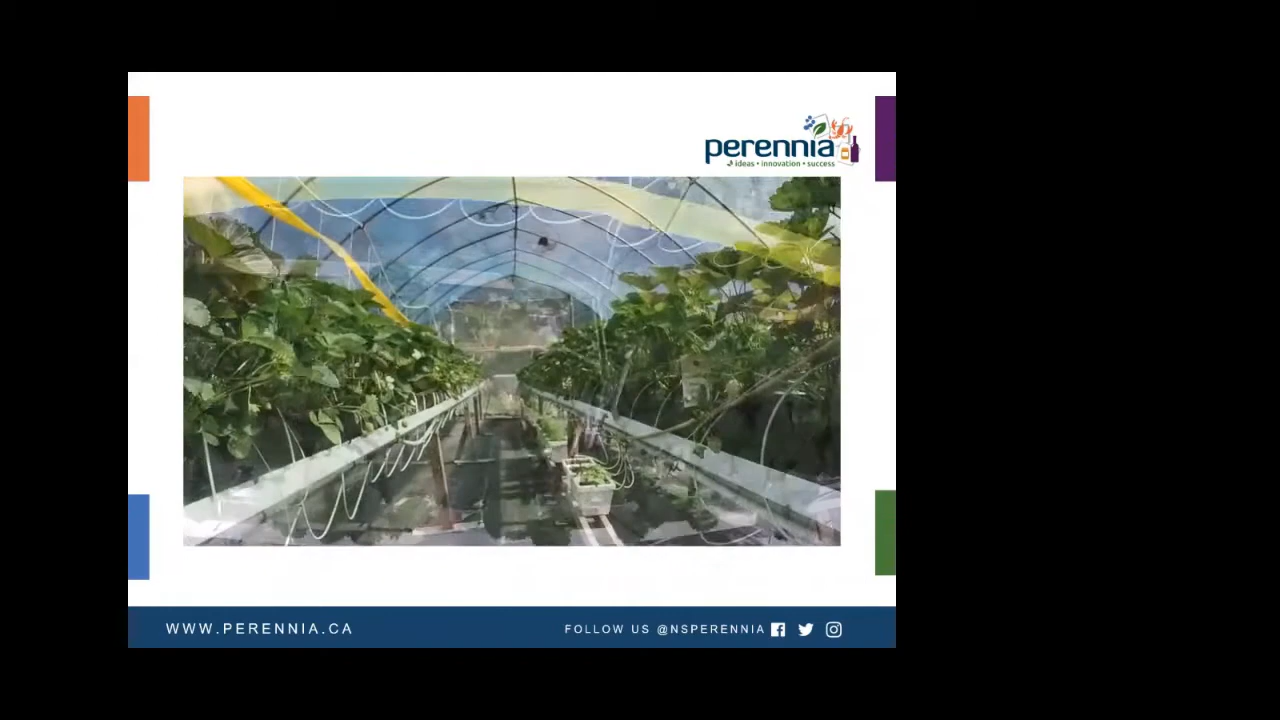 perennia
ideas • innovation • success
WWW.PERENNIA.CA
FOLLOW US @NSPERENNIA